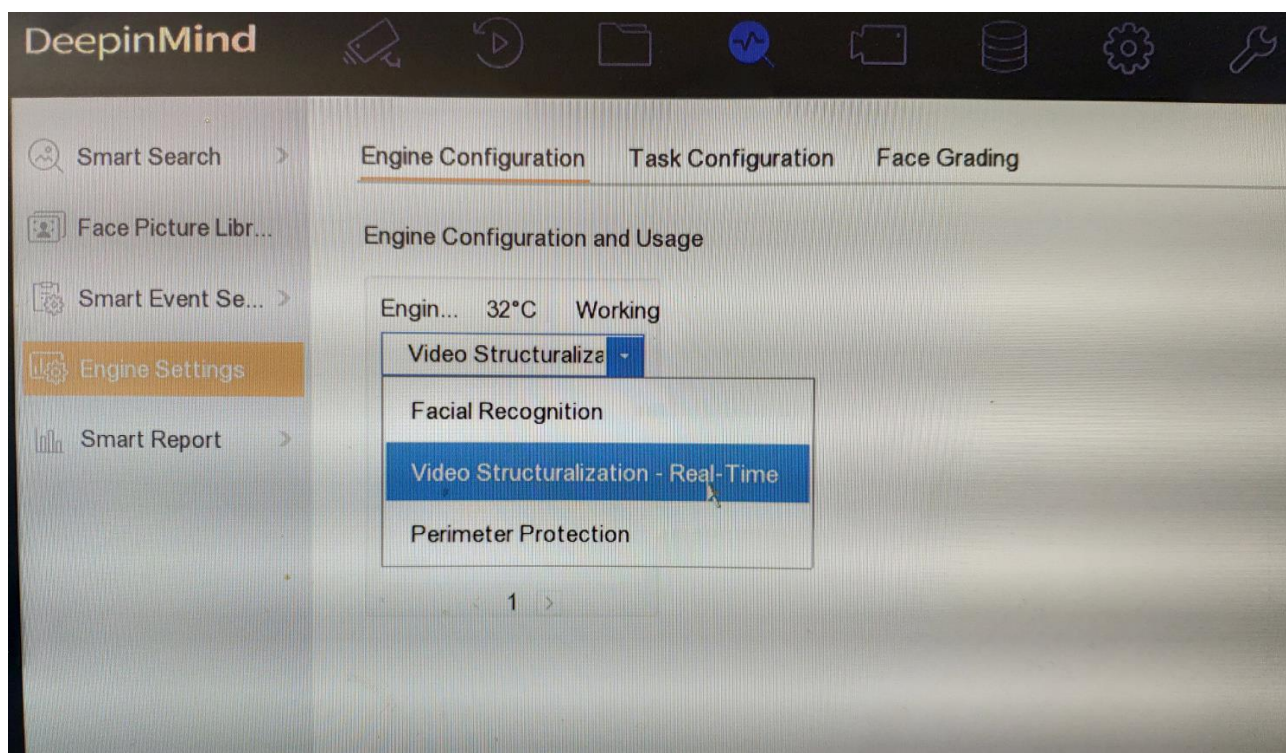 DeepinMind
Smart Search >
Face Picture Libr...
Smart Event Se... >
Engine Settings
Smart Report >
Engine Configuration Task Configuration Face Grading
Engine Configuration and Usage
Engin... 32°C Working
Video Structuraliza
Facial Recognition
Video Structuralization - Real-Time
Perimeter Protection
1 >